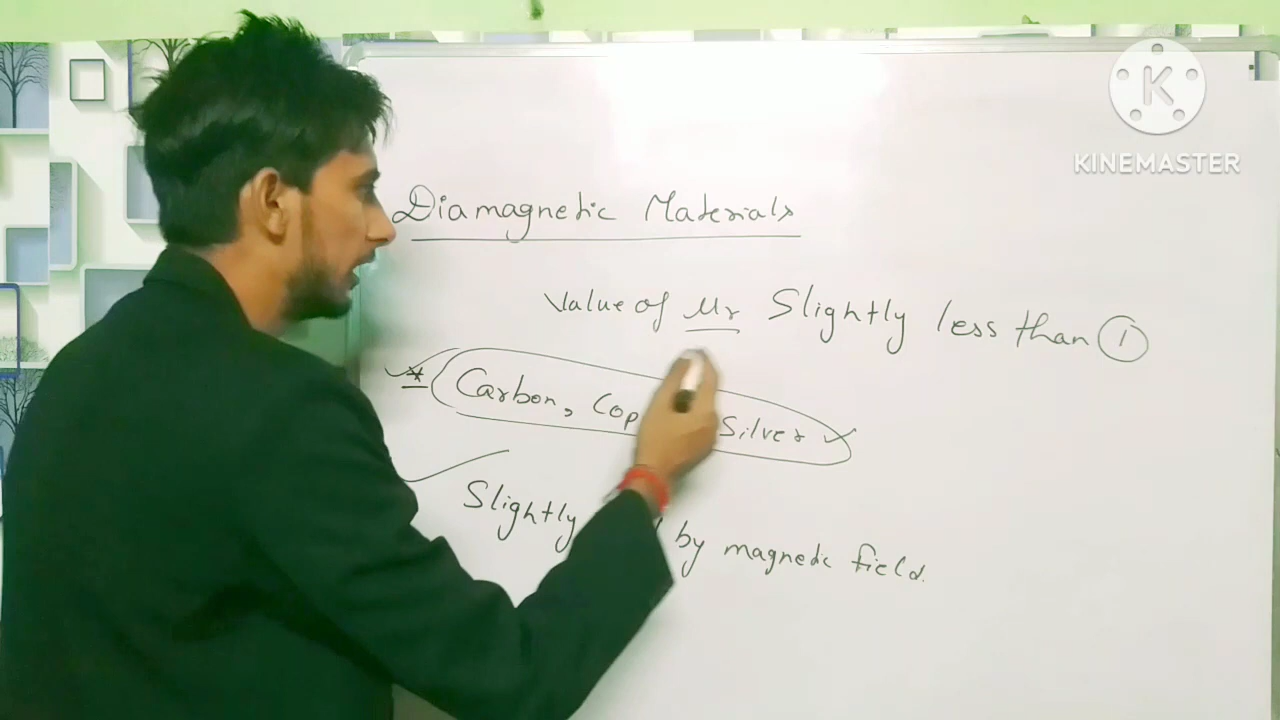 K
KINEMASTER
Diamagnetic Materials
Value of μr Slightly less than 1
* Carbon, Cop Silver
Slightly by magnetic field.